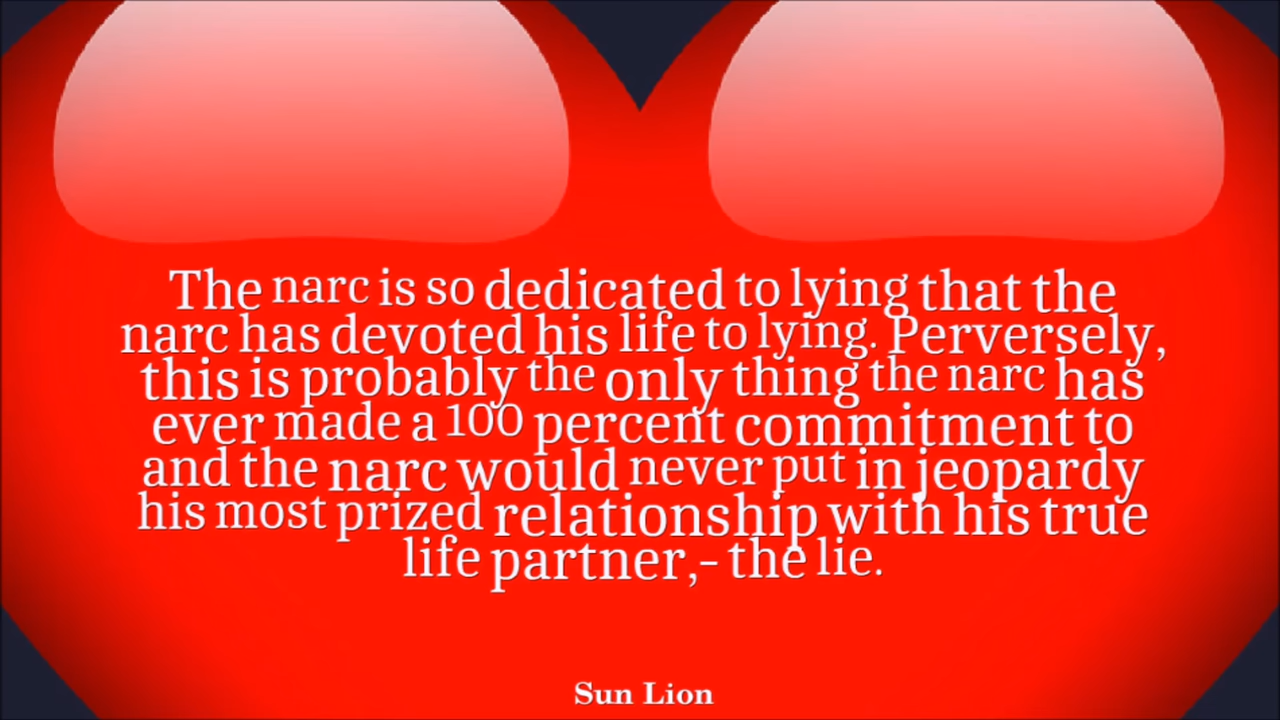 The narc is so dedicated to lying that the
narc has devoted his life to lying. Perversely,
this is probably the only thing the narc has
ever made a 100 percent commitment to
and the narc would never put in jeopardy
his most prized relationship with his true
life partner,- the lie.
Sun Lion